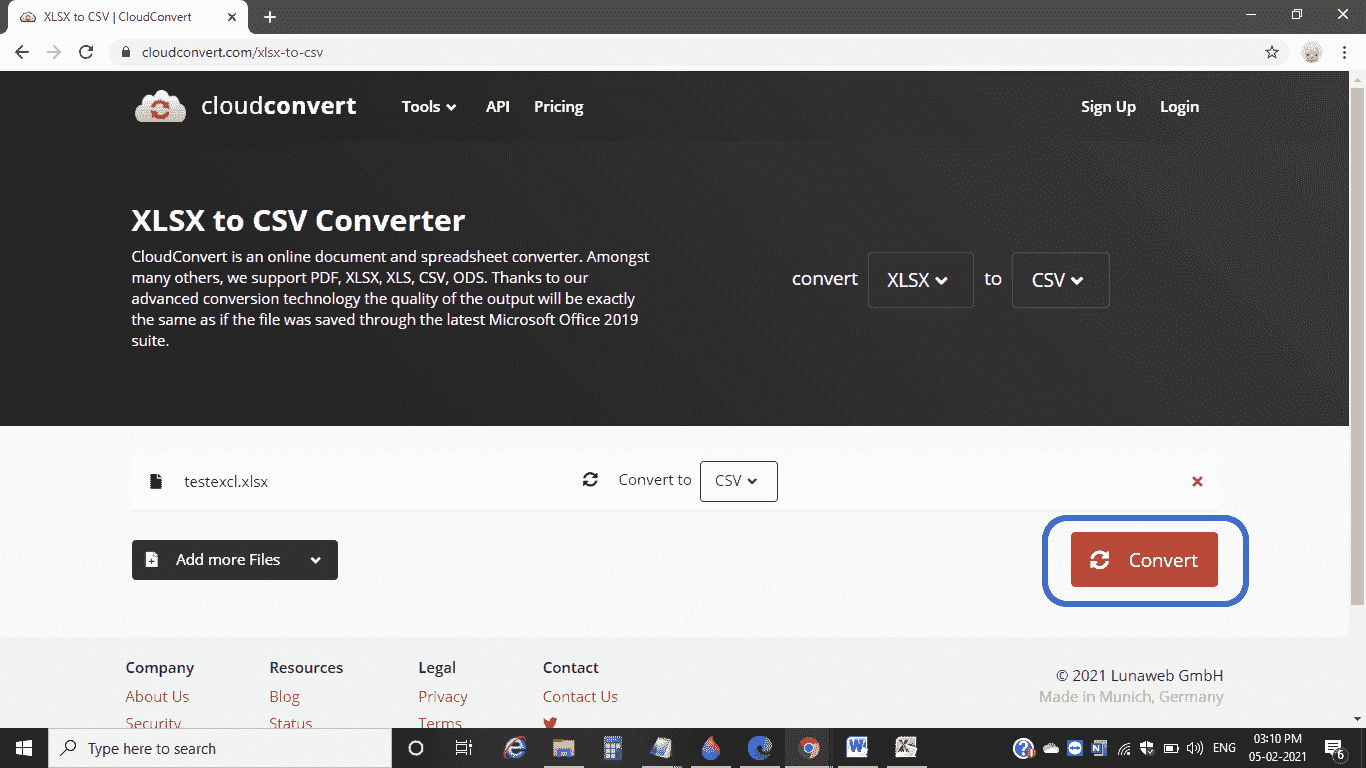 XLSX to CSV | CloudConvert
cloudconvert.com/xlsx-to-csv
cloudconvert
Tools
API
Pricing
Sign Up
Login
XLSX to CSV Converter
CloudConvert is an online document and spreadsheet converter. Amongst
many others, we support PDF, XLSX, XLS, CSV, ODS. Thanks to our
advanced conversion technology the quality of the output will be exactly
the same as if the file was saved through the latest Microsoft Office 2019
suite.
convert XLSX to CSV
testexcl.xlsx
Convert to CSV
Add more Files
Convert
Company
About Us
Security
Resources
Blog
Status
Legal
Privacy
Terms
Contact
Contact Us
© 2021 Lunaweb GmbH
Made in Munich, Germany
Type here to search
ENG
03:10 PM
05-02-2021
6